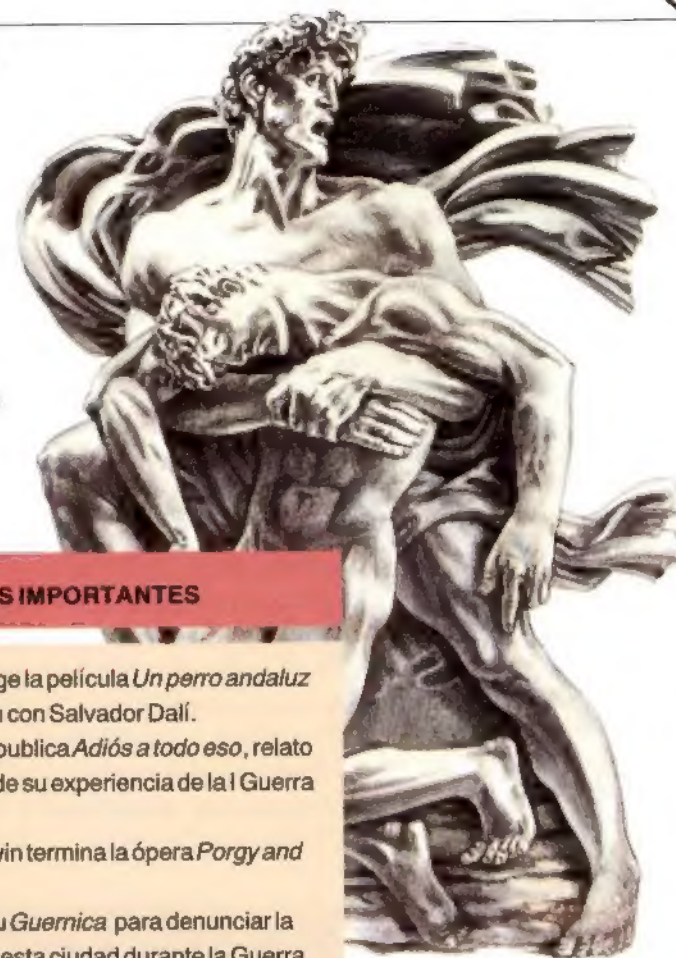 S IMPORTANTES
ge la película Un perro andaluz
con Salvador Dalí.
publica Adiós a todo eso, relato
de su experiencia de la I Guerra
vin termina la ópera Porgy and
u Guernica para denunciar la
esta ciudad durante la Guerra